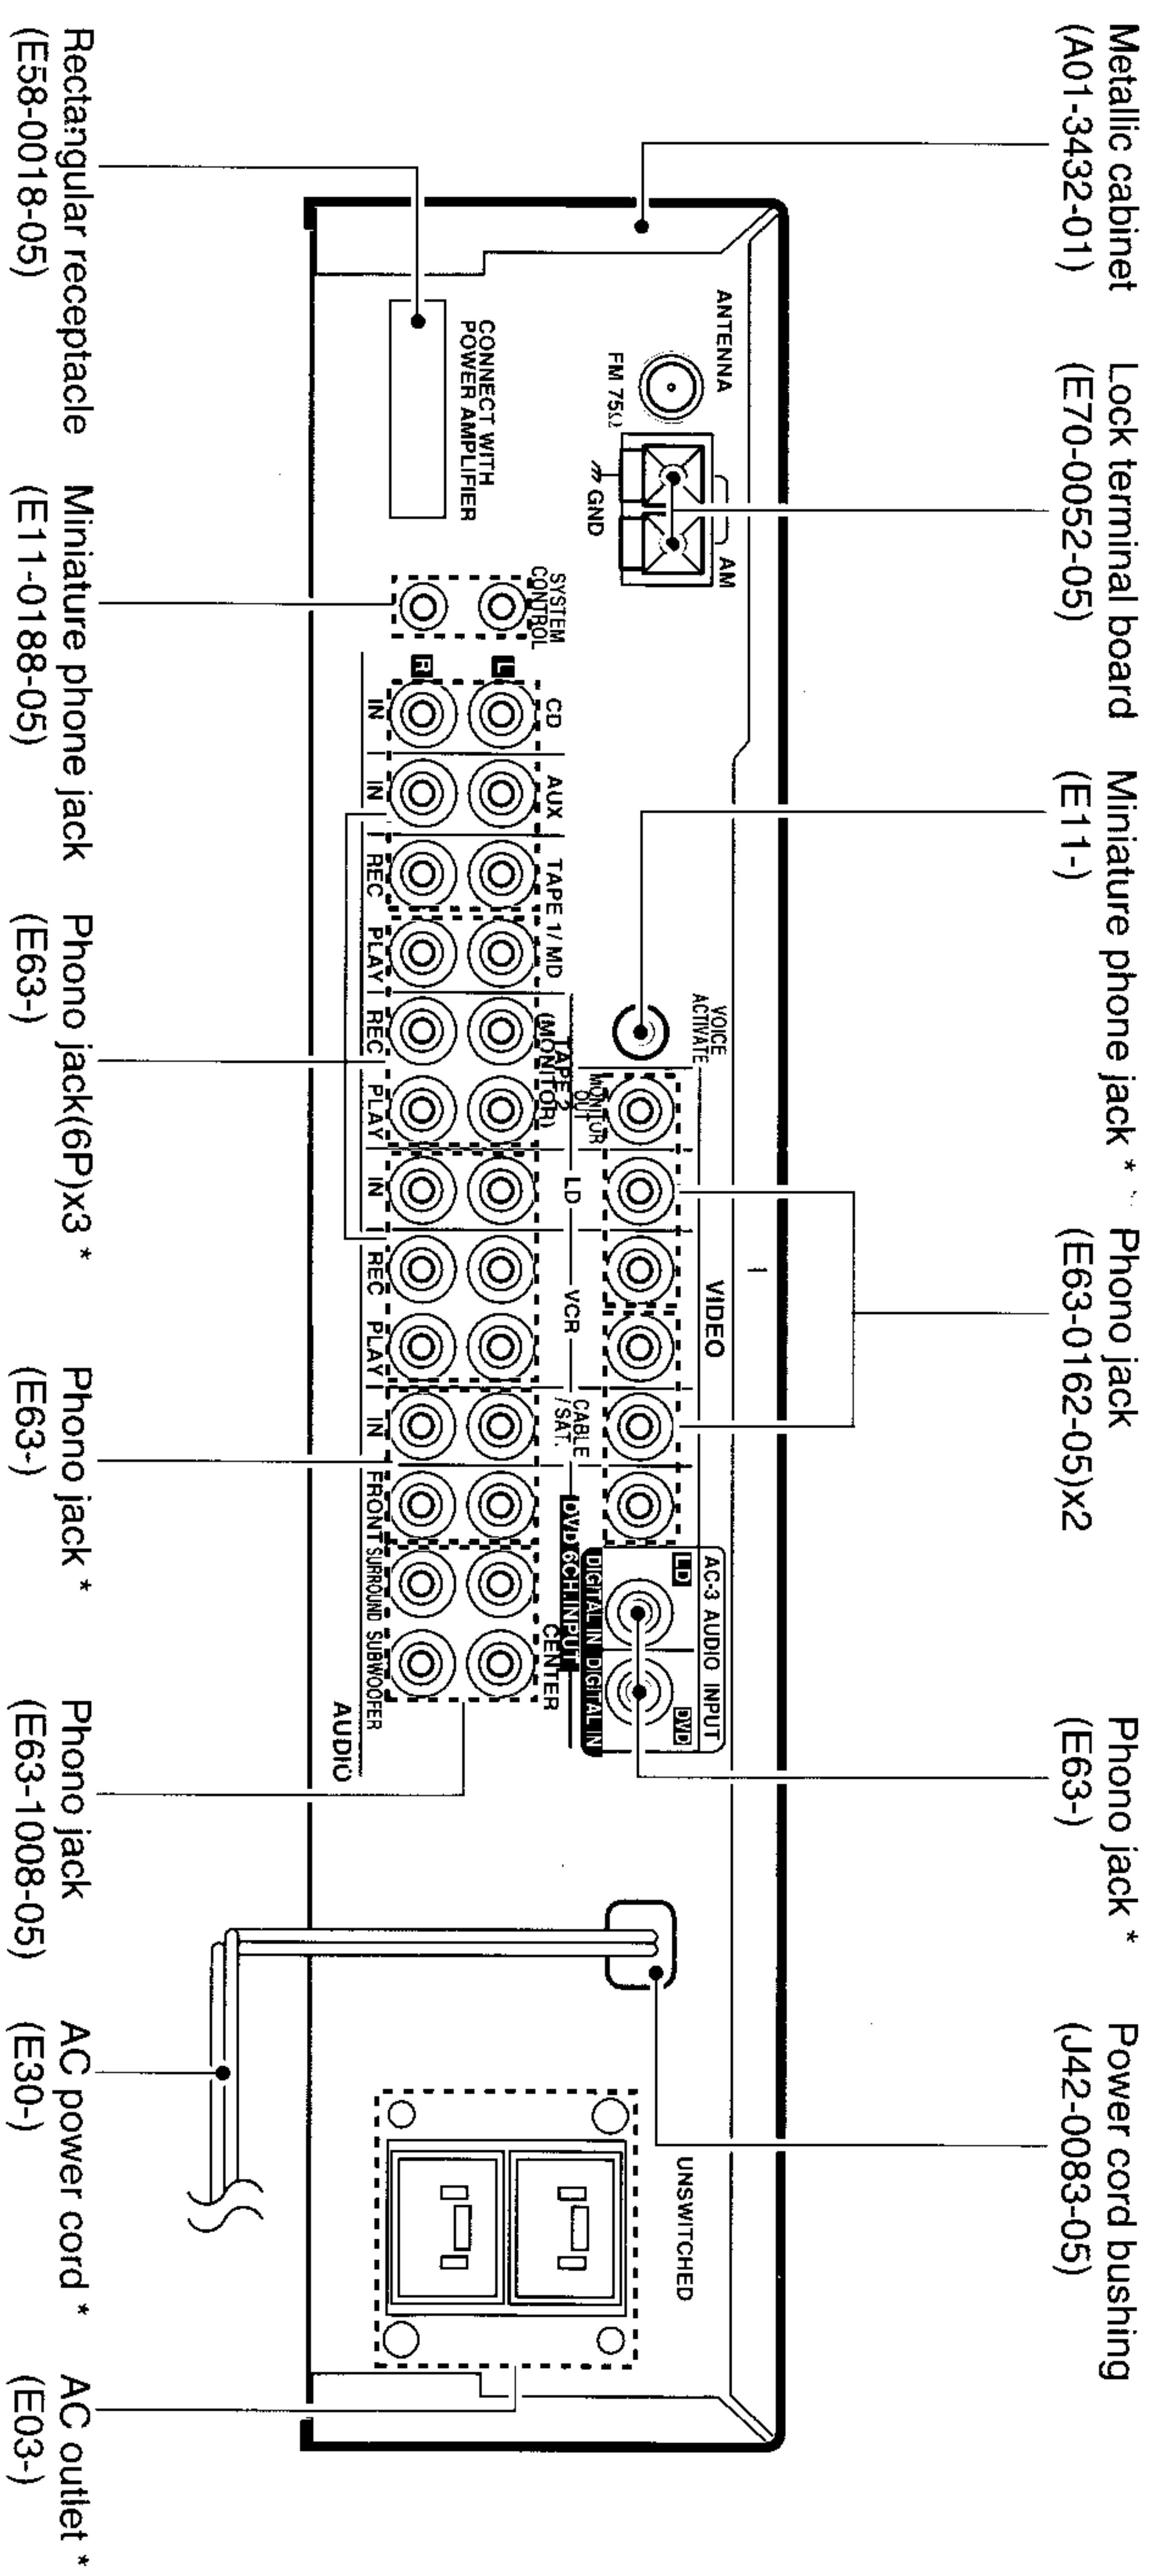 Metallic cabinet
(A01-3432-01)
Lock terminal board
(E70-0052-05)
Miniature phone jack *
(E11-)
Phono jack
(E63-0162-05)x2
Phono jack *
(E63-)
Power cord bushing
(J42-0083-05)
ANTENNA
FM 75Ω
GND
AM
VOICE
ACTIVATE
VIDEO
MONITOR
OUT
AC-3 AUDIO INPUT
LD
DVD
DIGITAL IN
DIGITAL IN
UNSWITCHED
CONNECT WITH
POWER AMPLIFIER
SYSTEM
CONTROL
CD
AUX
TAPE 1/ MD
TAPE 2
(MONITOR)
LD
VCR
CABLE
/SAT.
DVD 6CH.INPUT
CENTER
L
R
IN
IN
REC
PLAY
REC
PLAY
IN
REC
PLAY
IN
FRONT
SURROUND
SUBWOOFER
AUDIO
Rectangular receptacle
(E58-0018-05)
Miniature phone jack
(E11-0188-05)
Phono jack(6P)x3 *
(E63-)
Phono jack *
(E63-)
Phono jack
(E63-1008-05)
AC power cord *
(E30-)
AC outlet *
(E03-)